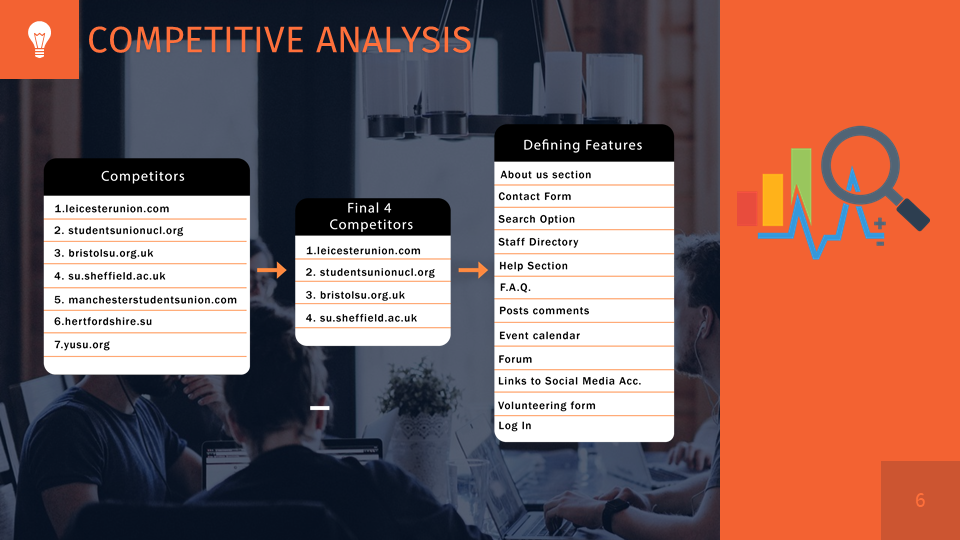 COMPETITIVE ANALYSIS
Competitors
1.leicesterunion.com
2. studentsunionucl.org
3. bristolsu.org.uk
4. su.sheffield.ac.uk
5. manchesterstudentsunion.com
6.hertfordshire.su
7.yusu.org
Final 4
Competitors
1.leicesterunion.com
2. studentsunionucl.org
3. bristolsu.org.uk
4. su.sheffield.ac.uk
Defining Features
About us section
Contact Form
Search Option
Staff Directory
Help Section
F.A.Q.
Posts comments
Event calendar
Forum
Links to Social Media Acc.
Volunteering form
Log In
6